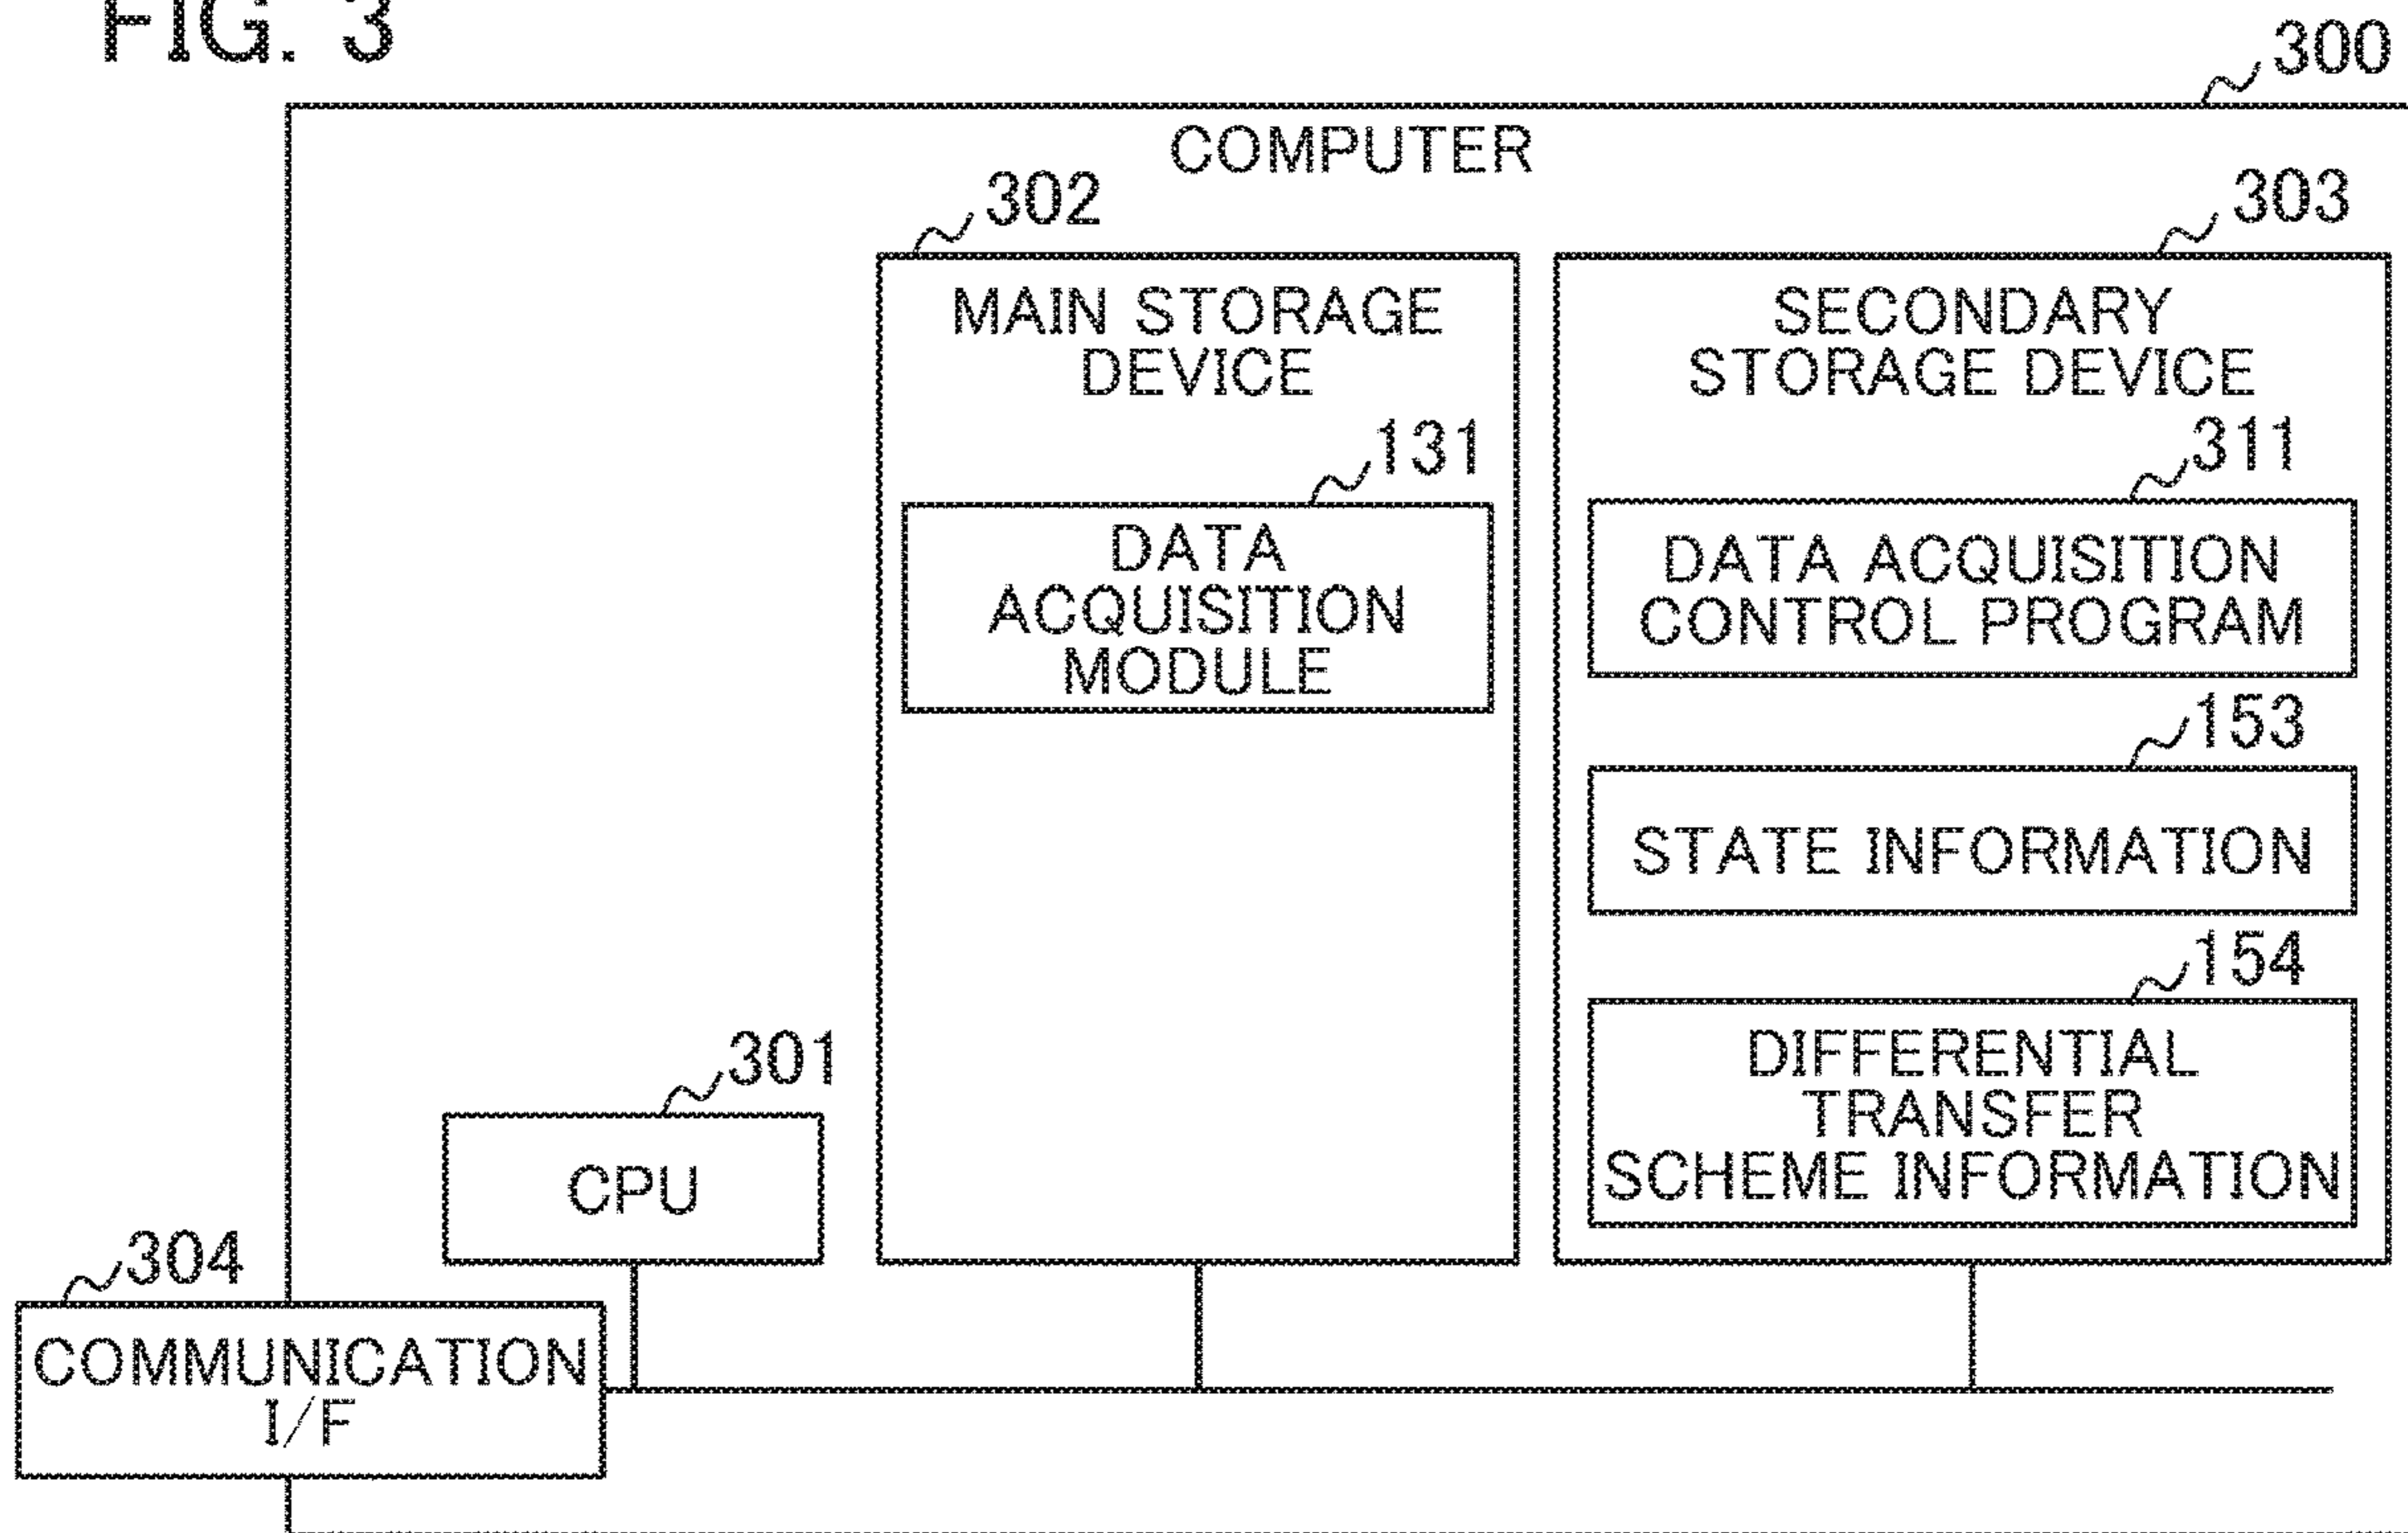 FIG. 3
300
COMPUTER
302
303
MAIN STORAGE
DEVICE
SECONDARY
STORAGE DEVICE
131
311
DATA
ACQUISITION
MODULE
DATA ACQUISITION
CONTROL PROGRAM
153
STATE INFORMATION
154
DIFFERENTIAL
TRANSFER
SCHEME INFORMATION
301
CPU
304
COMMUNICATION
I/F